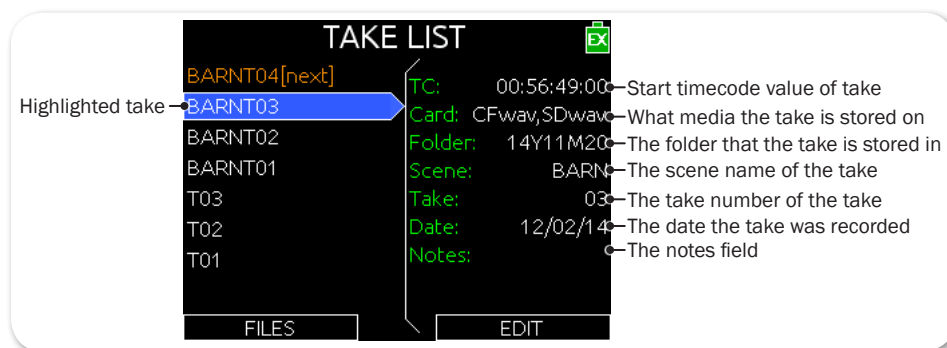 TAKE LIST
EX
BARNT04[next]
Highlighted take
BARNT03
BARNT02
BARNT01
T03
T02
T01
TC: 00:56:49:00
Start timecode value of take
Card: CFwav,SDwav
What media the take is stored on
Folder: 14Y11M20
The folder that the take is stored in
Scene: BARN
The scene name of the take
Take: 03
The take number of the take
Date: 12/02/14
The date the take was recorded
Notes:
The notes field
FILES
EDIT